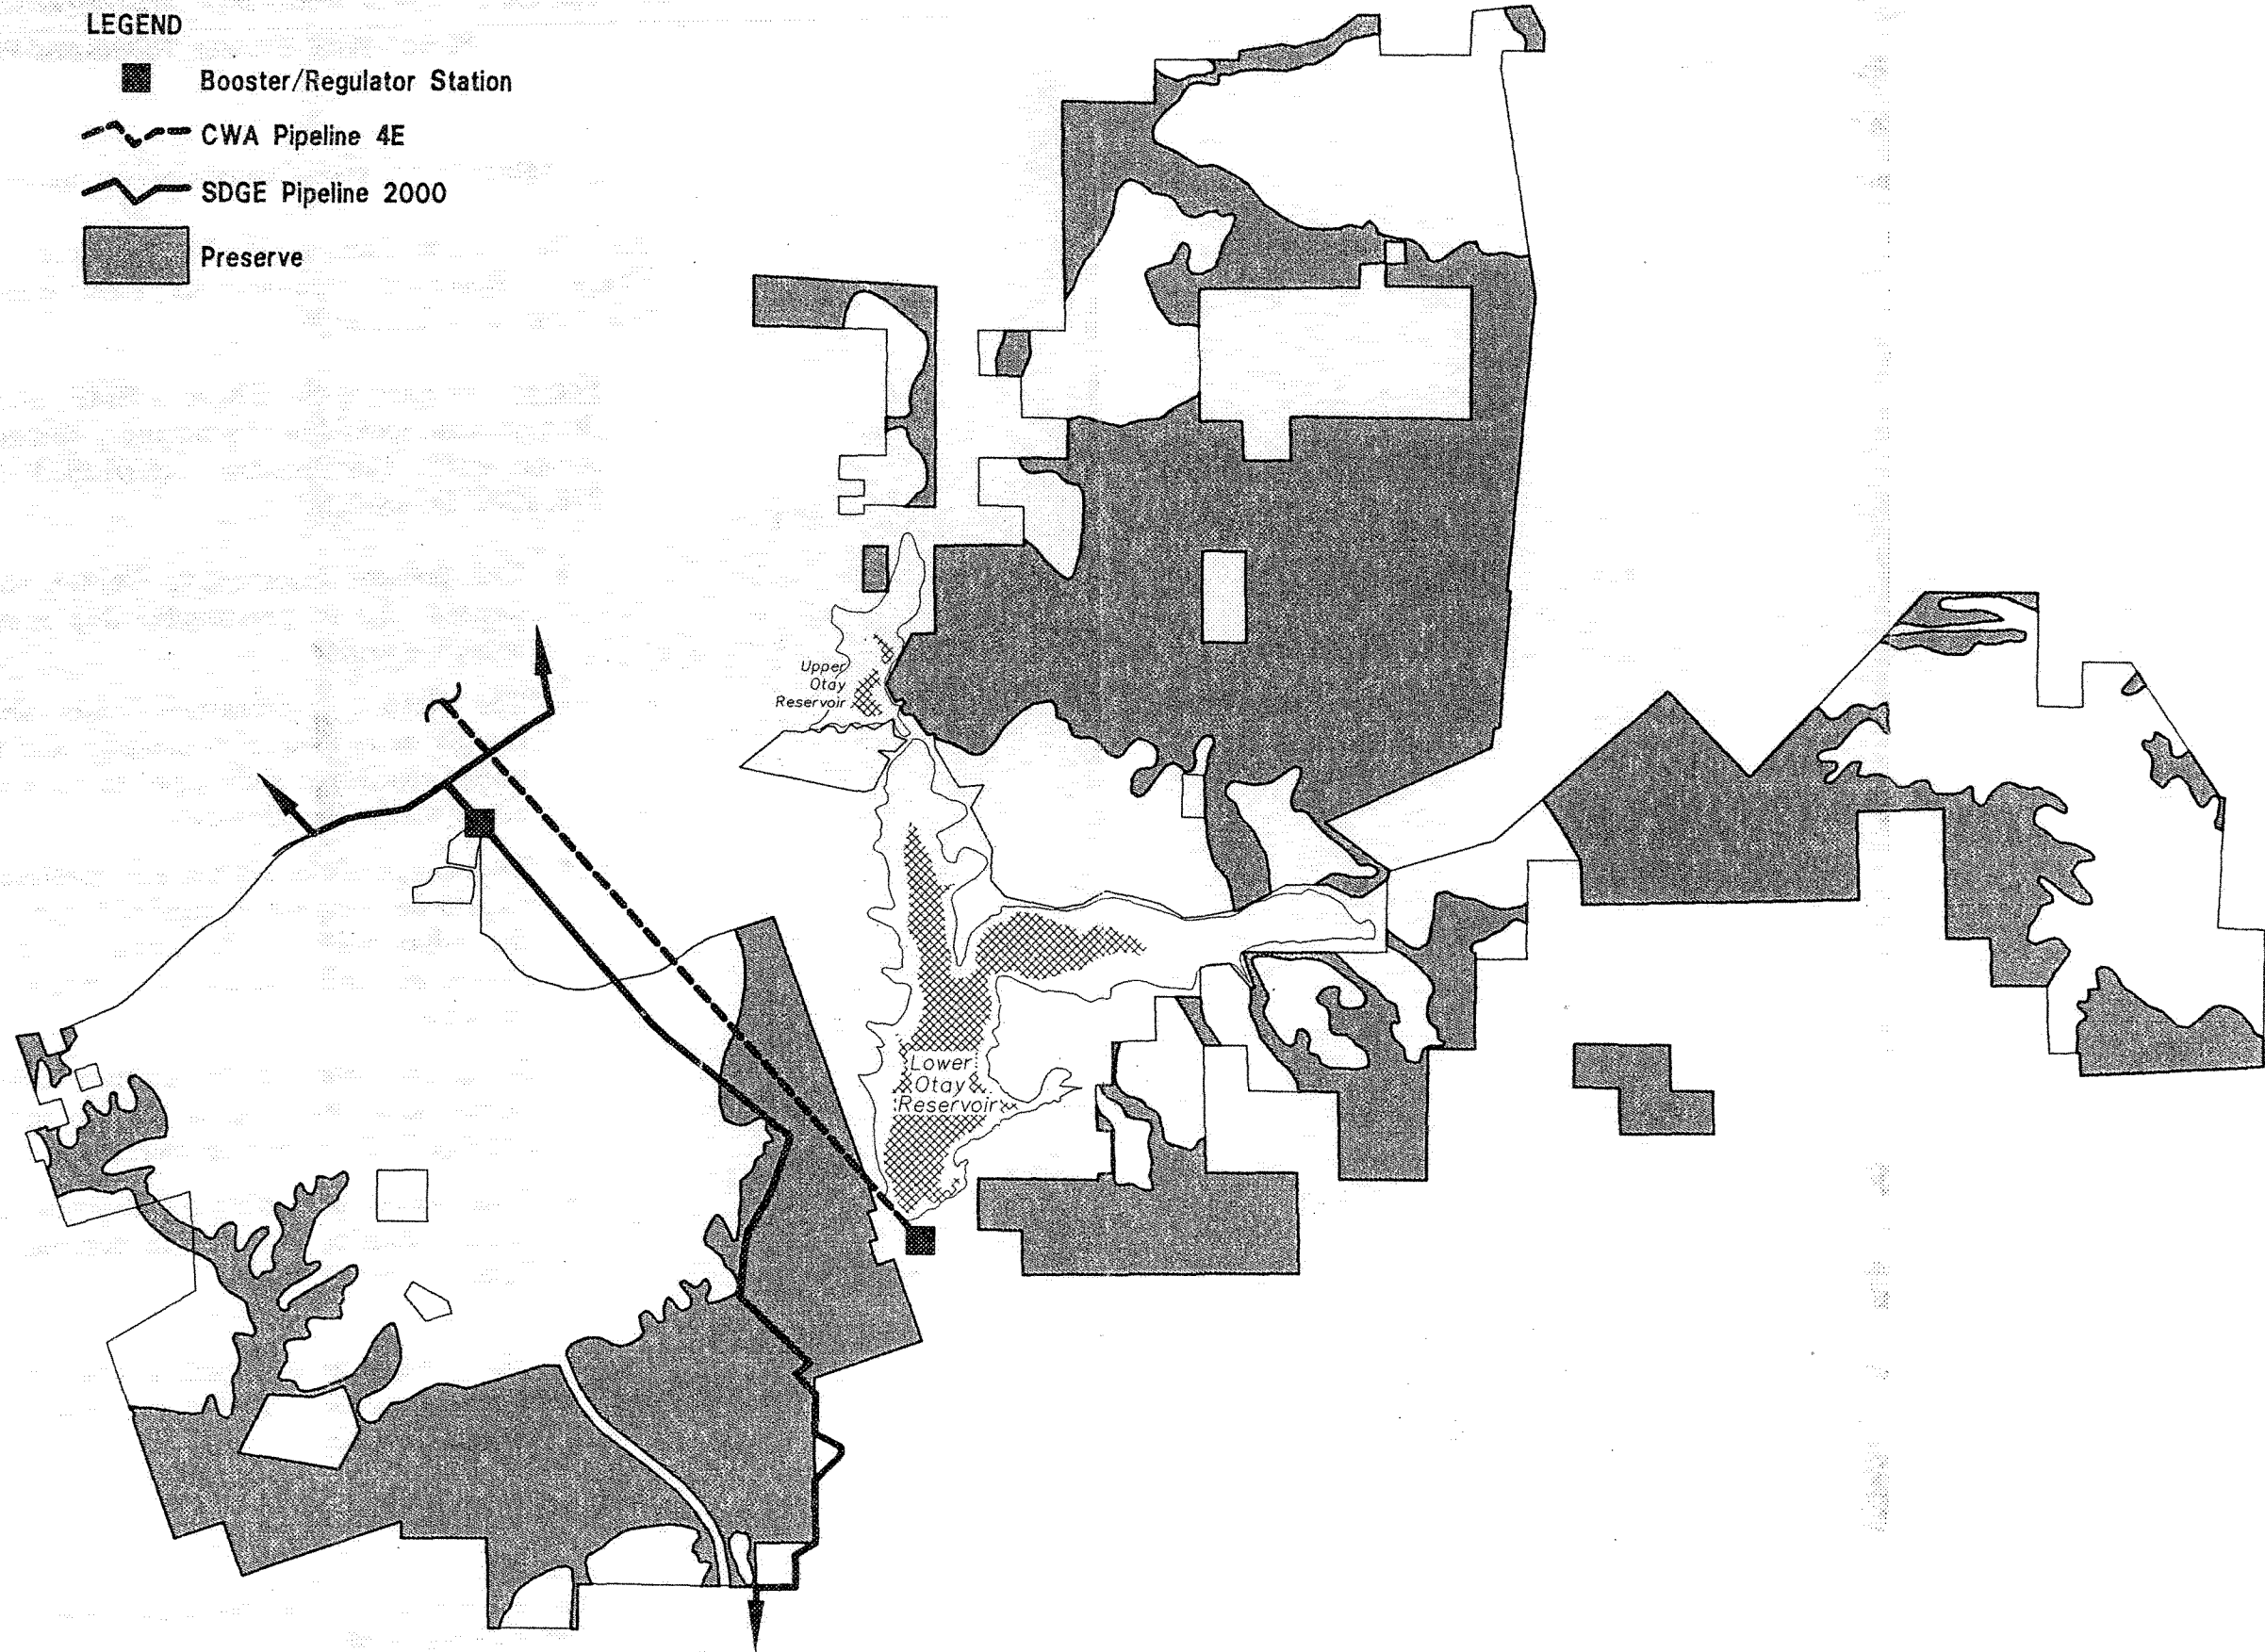 LEGEND
Booster/Regulator Station
CWA Pipeline 4E
SDGE Pipeline 2000
Preserve
Upper
Otay
Reservoir
Lower
Otay
Reservoir